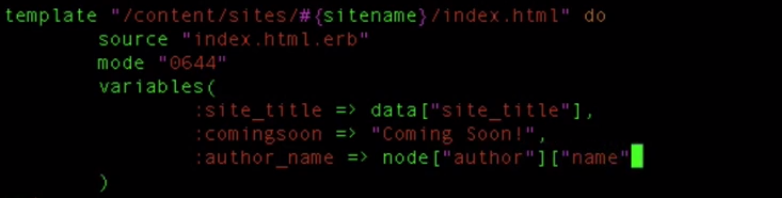 template "/content/sites/#{sitename}/index.html" do
        source "index.html.erb"
        mode "0644"
        variables(
                :site_title => data["site_title"],
                :comingsoon => "Coming Soon!",
                :author_name => node["author"]["name"
        )